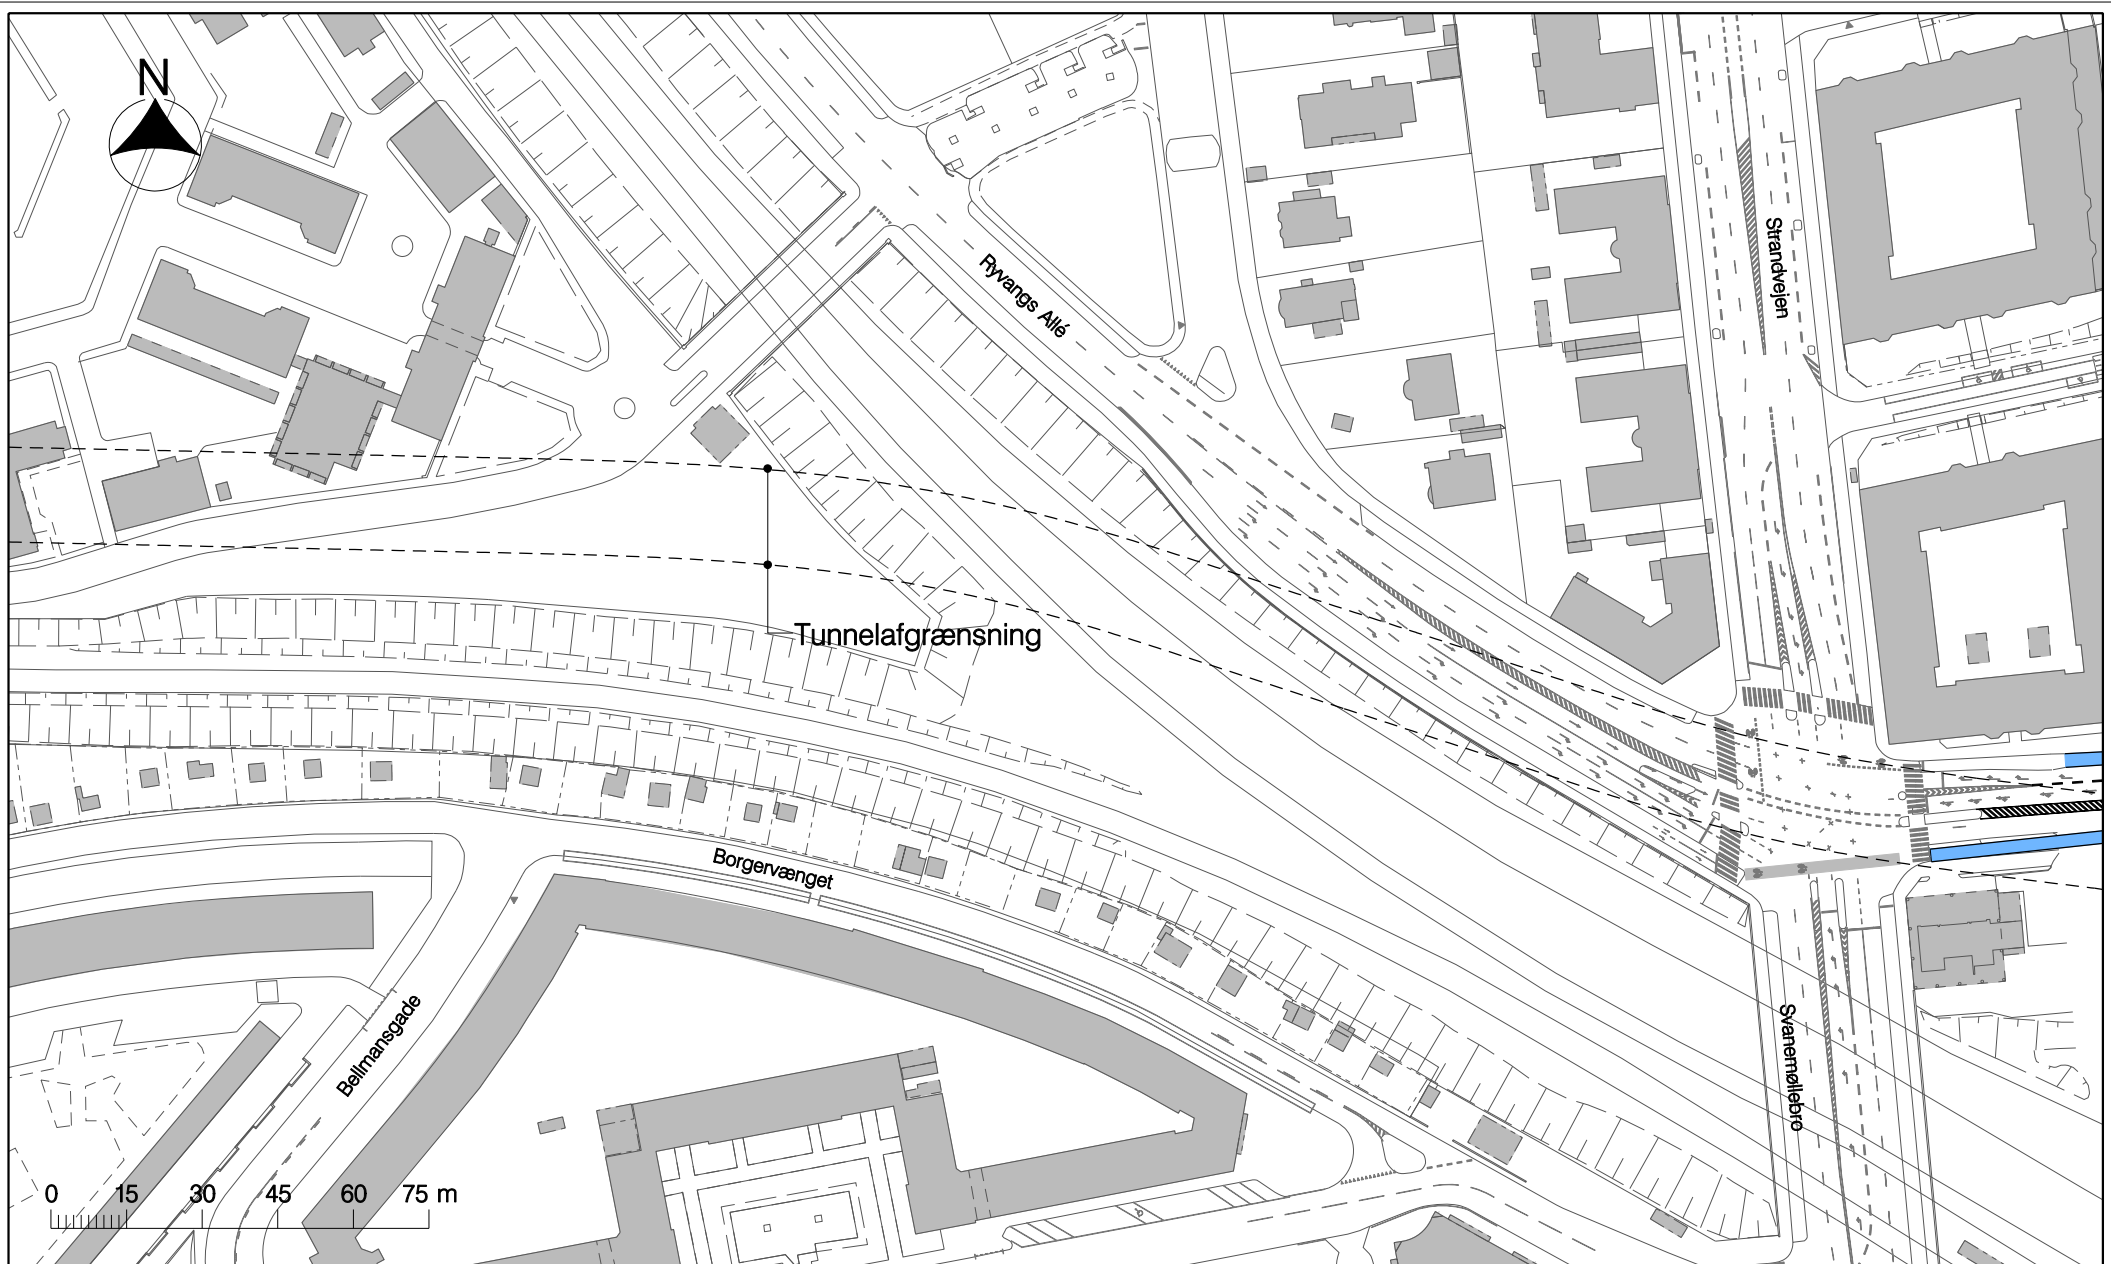 N
Ryvangs Allé
Strandvejen
Tunnelafgrænsning
Borgervænget
Bellmansgade
Svanemøllebro
0 15 30 45 60 75 m